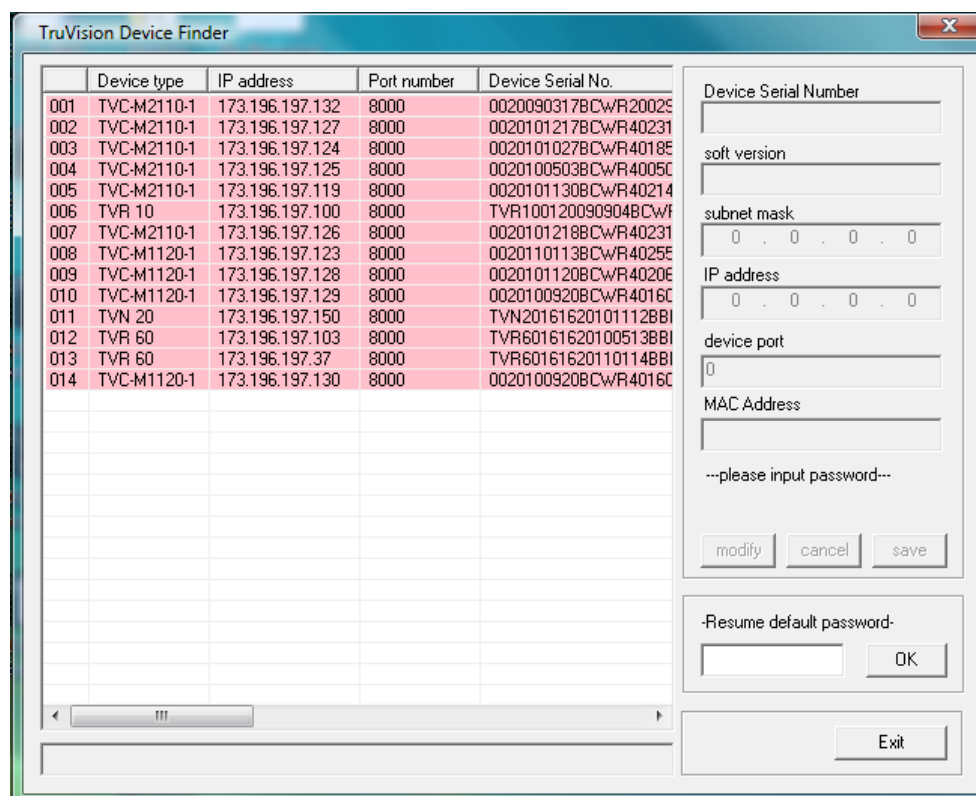 TruVision Device Finder
Device type IP address Port number Device Serial No.
001 TVC-M2110-1 173.196.197.132 8000 0020090317BCWR20029
002 TVC-M2110-1 173.196.197.127 8000 0020101217BCWR40231
003 TVC-M2110-1 173.196.197.124 8000 0020101027BCWR40185
004 TVC-M2110-1 173.196.197.125 8000 0020100503BCWR40050
005 TVC-M2110-1 173.196.197.119 8000 0020101130BCWR40214
006 TVR 10 173.196.197.100 8000 TVR100120090904BCWR
007 TVC-M2110-1 173.196.197.126 8000 0020101218BCWR40231
008 TVC-M1120-1 173.196.197.123 8000 0020110113BCWR40255
009 TVC-M1120-1 173.196.197.128 8000 0020101120BCWR40206
010 TVC-M1120-1 173.196.197.129 8000 0020100920BCWR40160
011 TVN 20 173.196.197.150 8000 TVN20161620101112BBI
012 TVR 60 173.196.197.103 8000 TVR60161620100513BBI
013 TVR 60 173.196.197.37 8000 TVR60161620110114BBI
014 TVC-M1120-1 173.196.197.130 8000 0020100920BCWR40160
Device Serial Number
soft version
subnet mask
0 . 0 . 0 . 0
IP address
0 . 0 . 0 . 0
device port
0
MAC Address
---please input password---
modify cancel save
-Resume default password-
OK
Exit